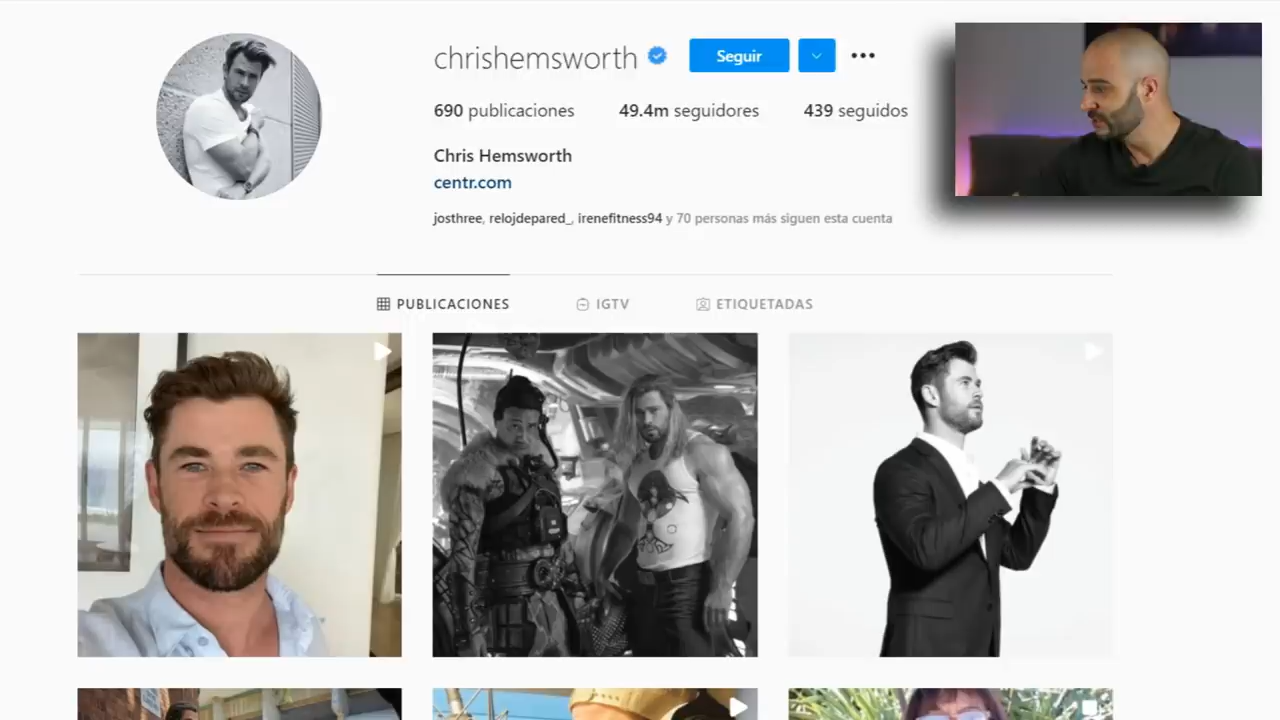 chrishemsworth
Seguir
690 publicaciones
49.4m seguidores
439 seguidos
Chris Hemsworth
centr.com
josthree, relojdepared_, irenefitness94 y 70 personas más siguen esta cuenta
PUBLICACIONES
IGTV
ETIQUETADAS